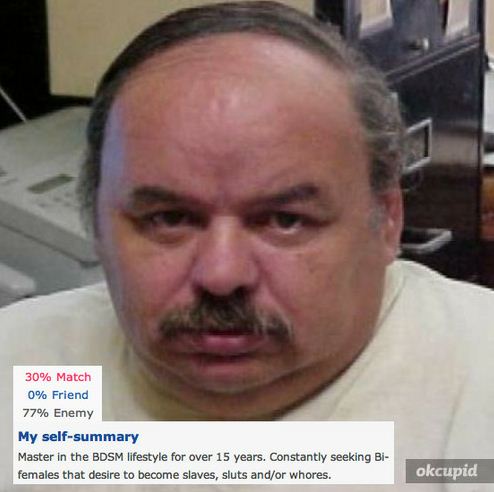 30% Match
0% Friend
77% Enemy
My self-summary
Master in the BDSM lifestyle for over 15 years. Constantly seeking Bi-
females that desire to become slaves, sluts and/or whores.
okcupid